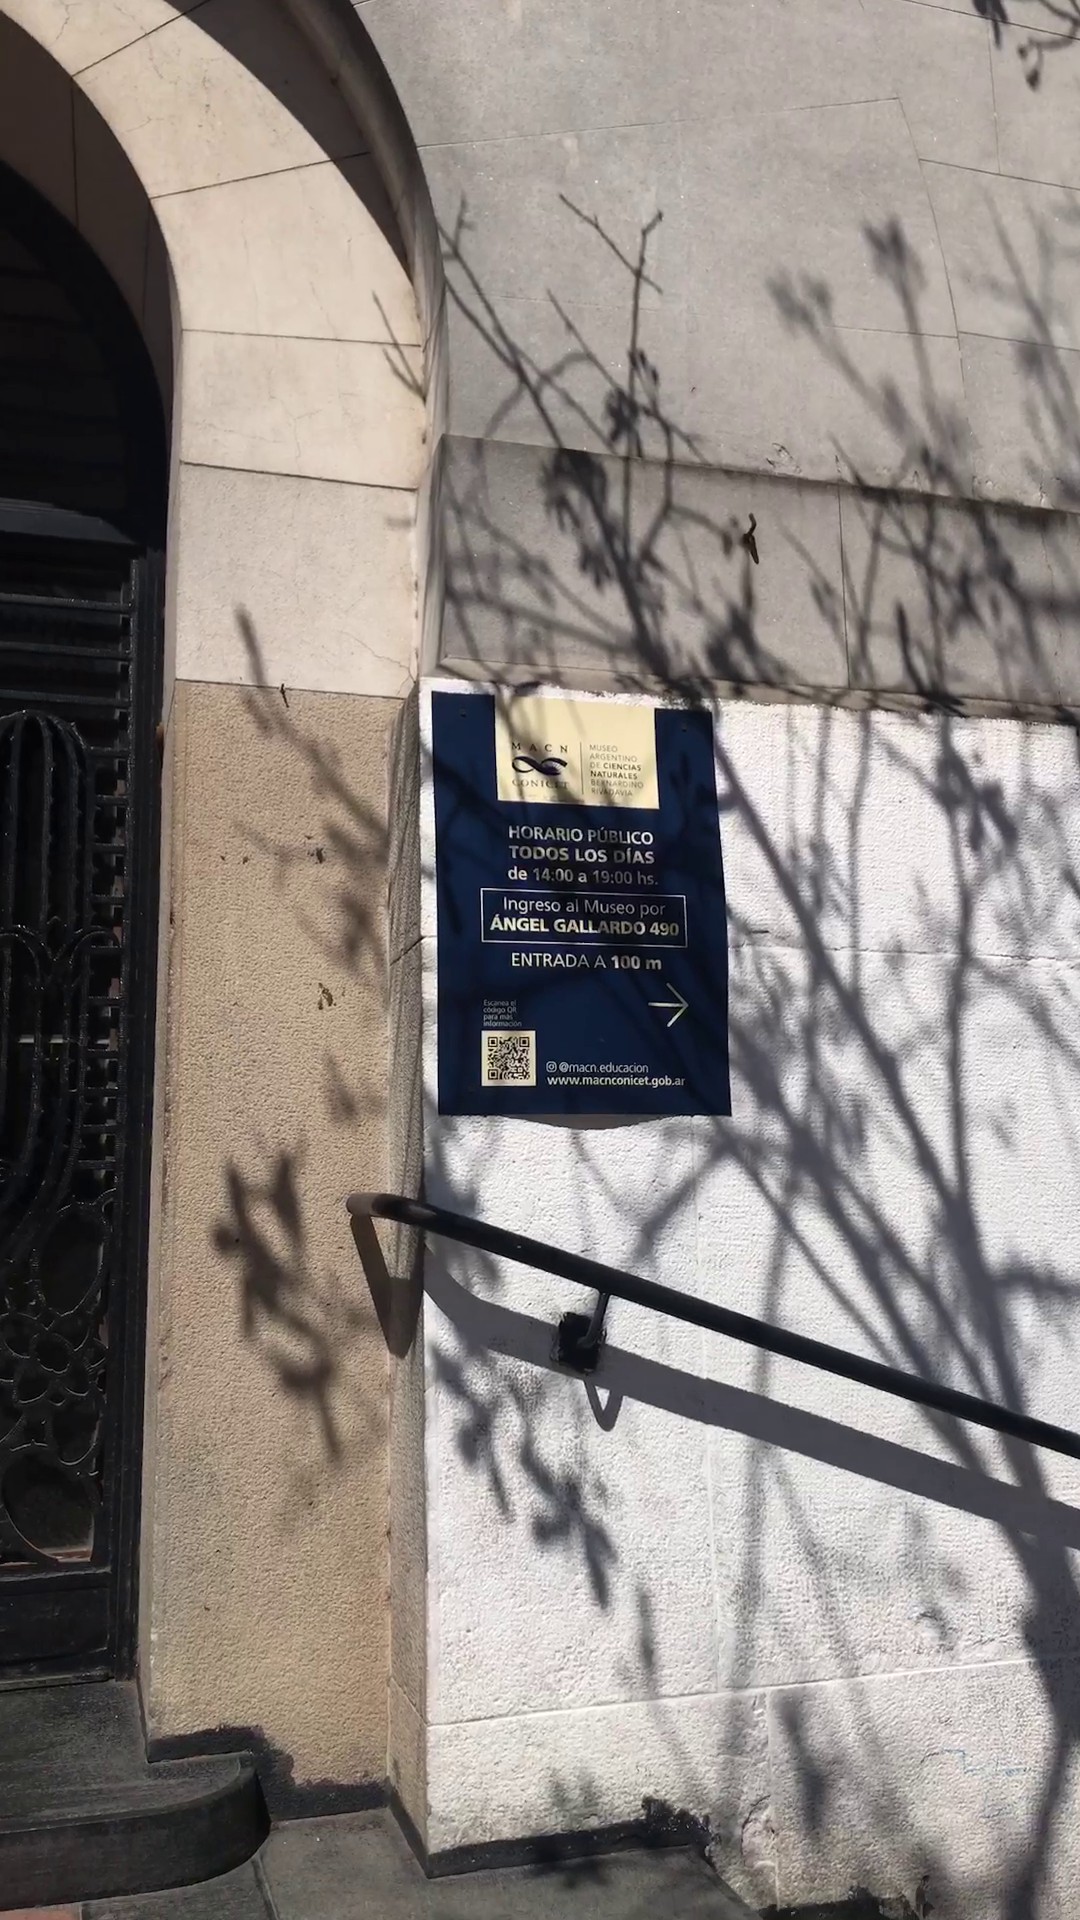 MACN
CONICET
MUSEO
ARGENTINO
DE CIENCIAS
NATURALES
BERNARDINO
RIVADAVIA
HORARIO PÚBLICO
TODOS LOS DÍAS
de 14:00 a 19:00 hs.
Ingreso al Museo por
ÁNGEL GALLARDO 490
ENTRADA A 100 m
Escanea el
código QR
para más
información
@macn.educacion
www.macnconicet.gob.ar